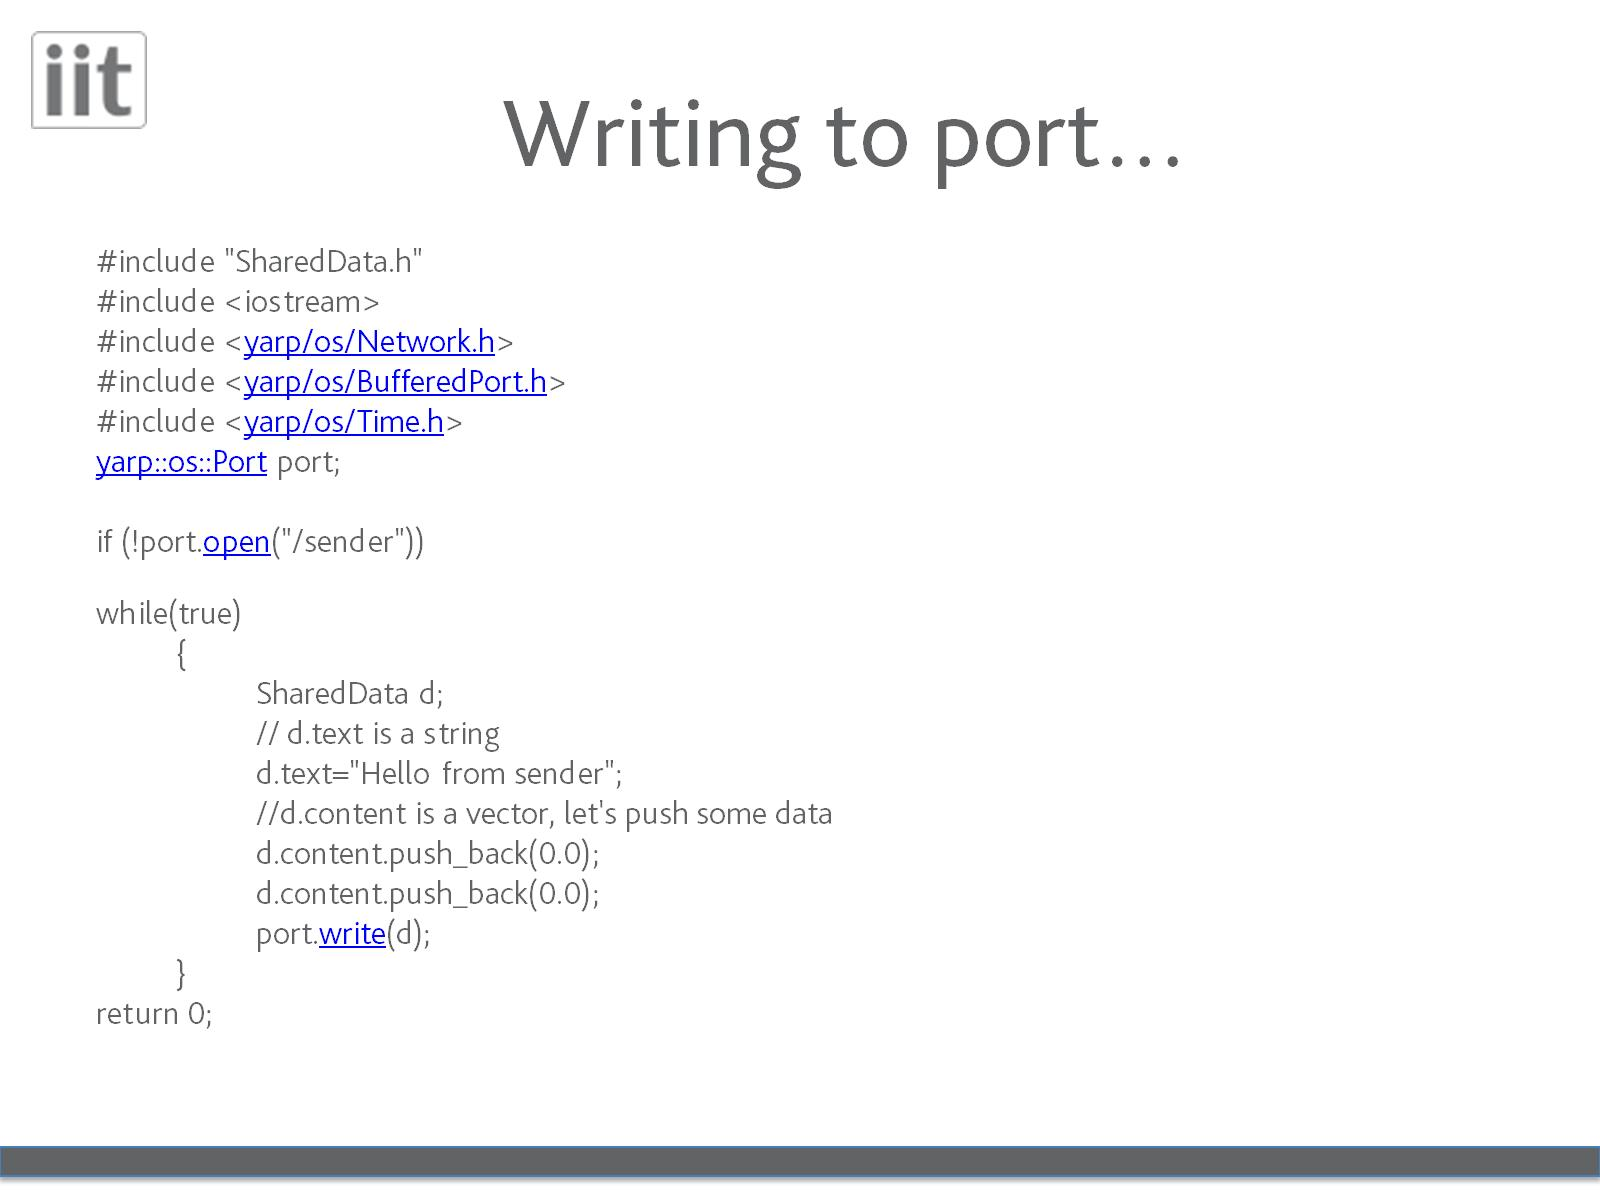 iit
Writing to port…
#include "SharedData.h"
#include <iostream>
#include <yarp/os/Network.h>
#include <yarp/os/BufferedPort.h>
#include <yarp/os/Time.h>
yarp::os::Port port;
if (!port.open("/sender"))
while(true)
{
SharedData d;
// d.text is a string
d.text="Hello from sender";
//d.content is a vector, let's push some data
d.content.push_back(0.0);
d.content.push_back(0.0);
port.write(d);
}
return 0;